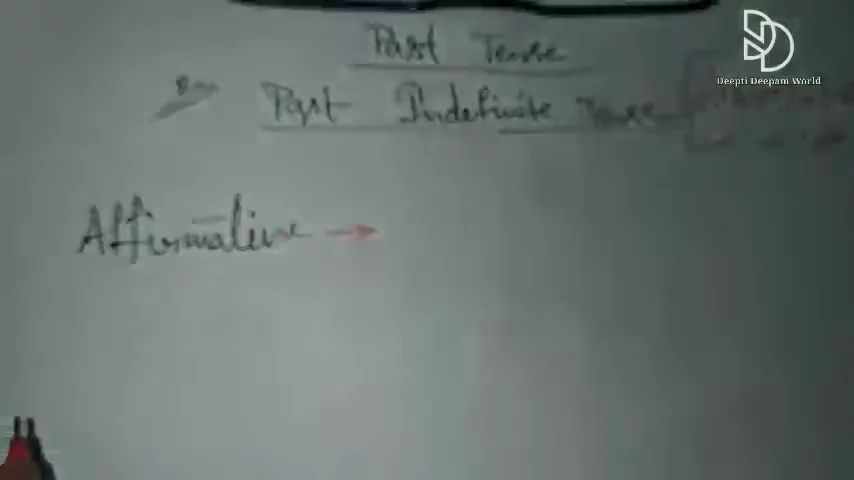 Past Tense
Deepti Deepam World
Past Indefinite Tense
Affirmative →